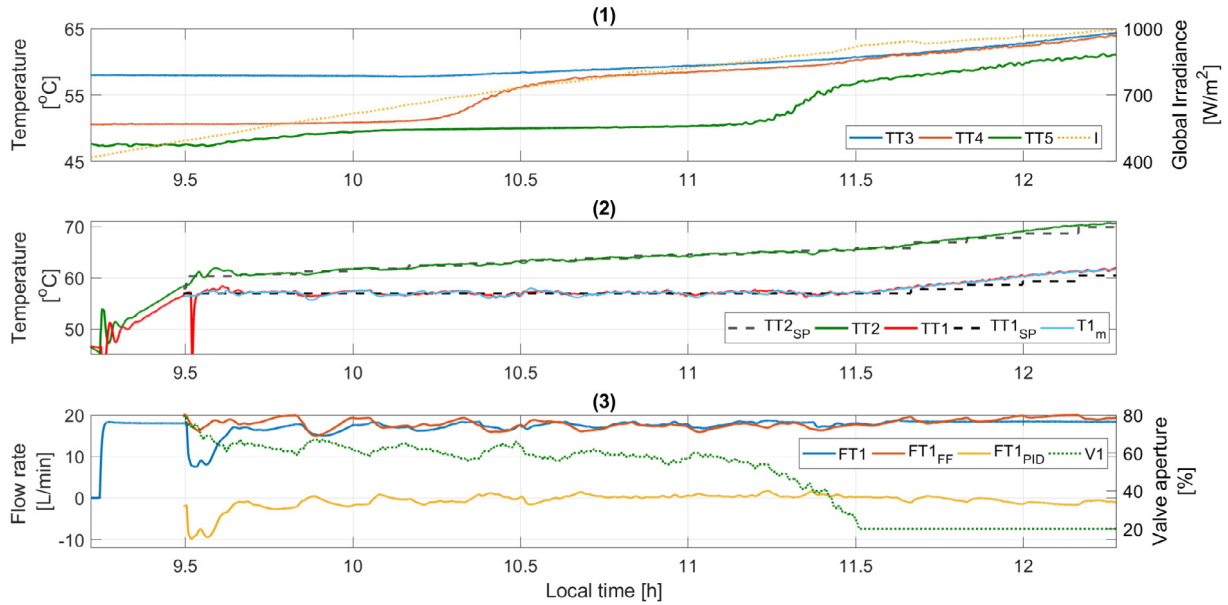 (1)
Temperature
[°C]
65
55
45
1000
700
400
Global Irradiance
[W/m²]
TT3 TT4 TT5 I
9.5 10 10.5 11 11.5 12
(2)
Temperature
[°C]
70
60
50
TT2SP TT2 TT1 TT1SP T1m
9.5 10 10.5 11 11.5 12
(3)
Flow rate
[L/min]
20
10
0
-10
80
60
40
20
Valve aperture
[%]
FT1 FT1FF FT1PID V1
9.5 10 10.5 11 11.5 12
Local time [h]